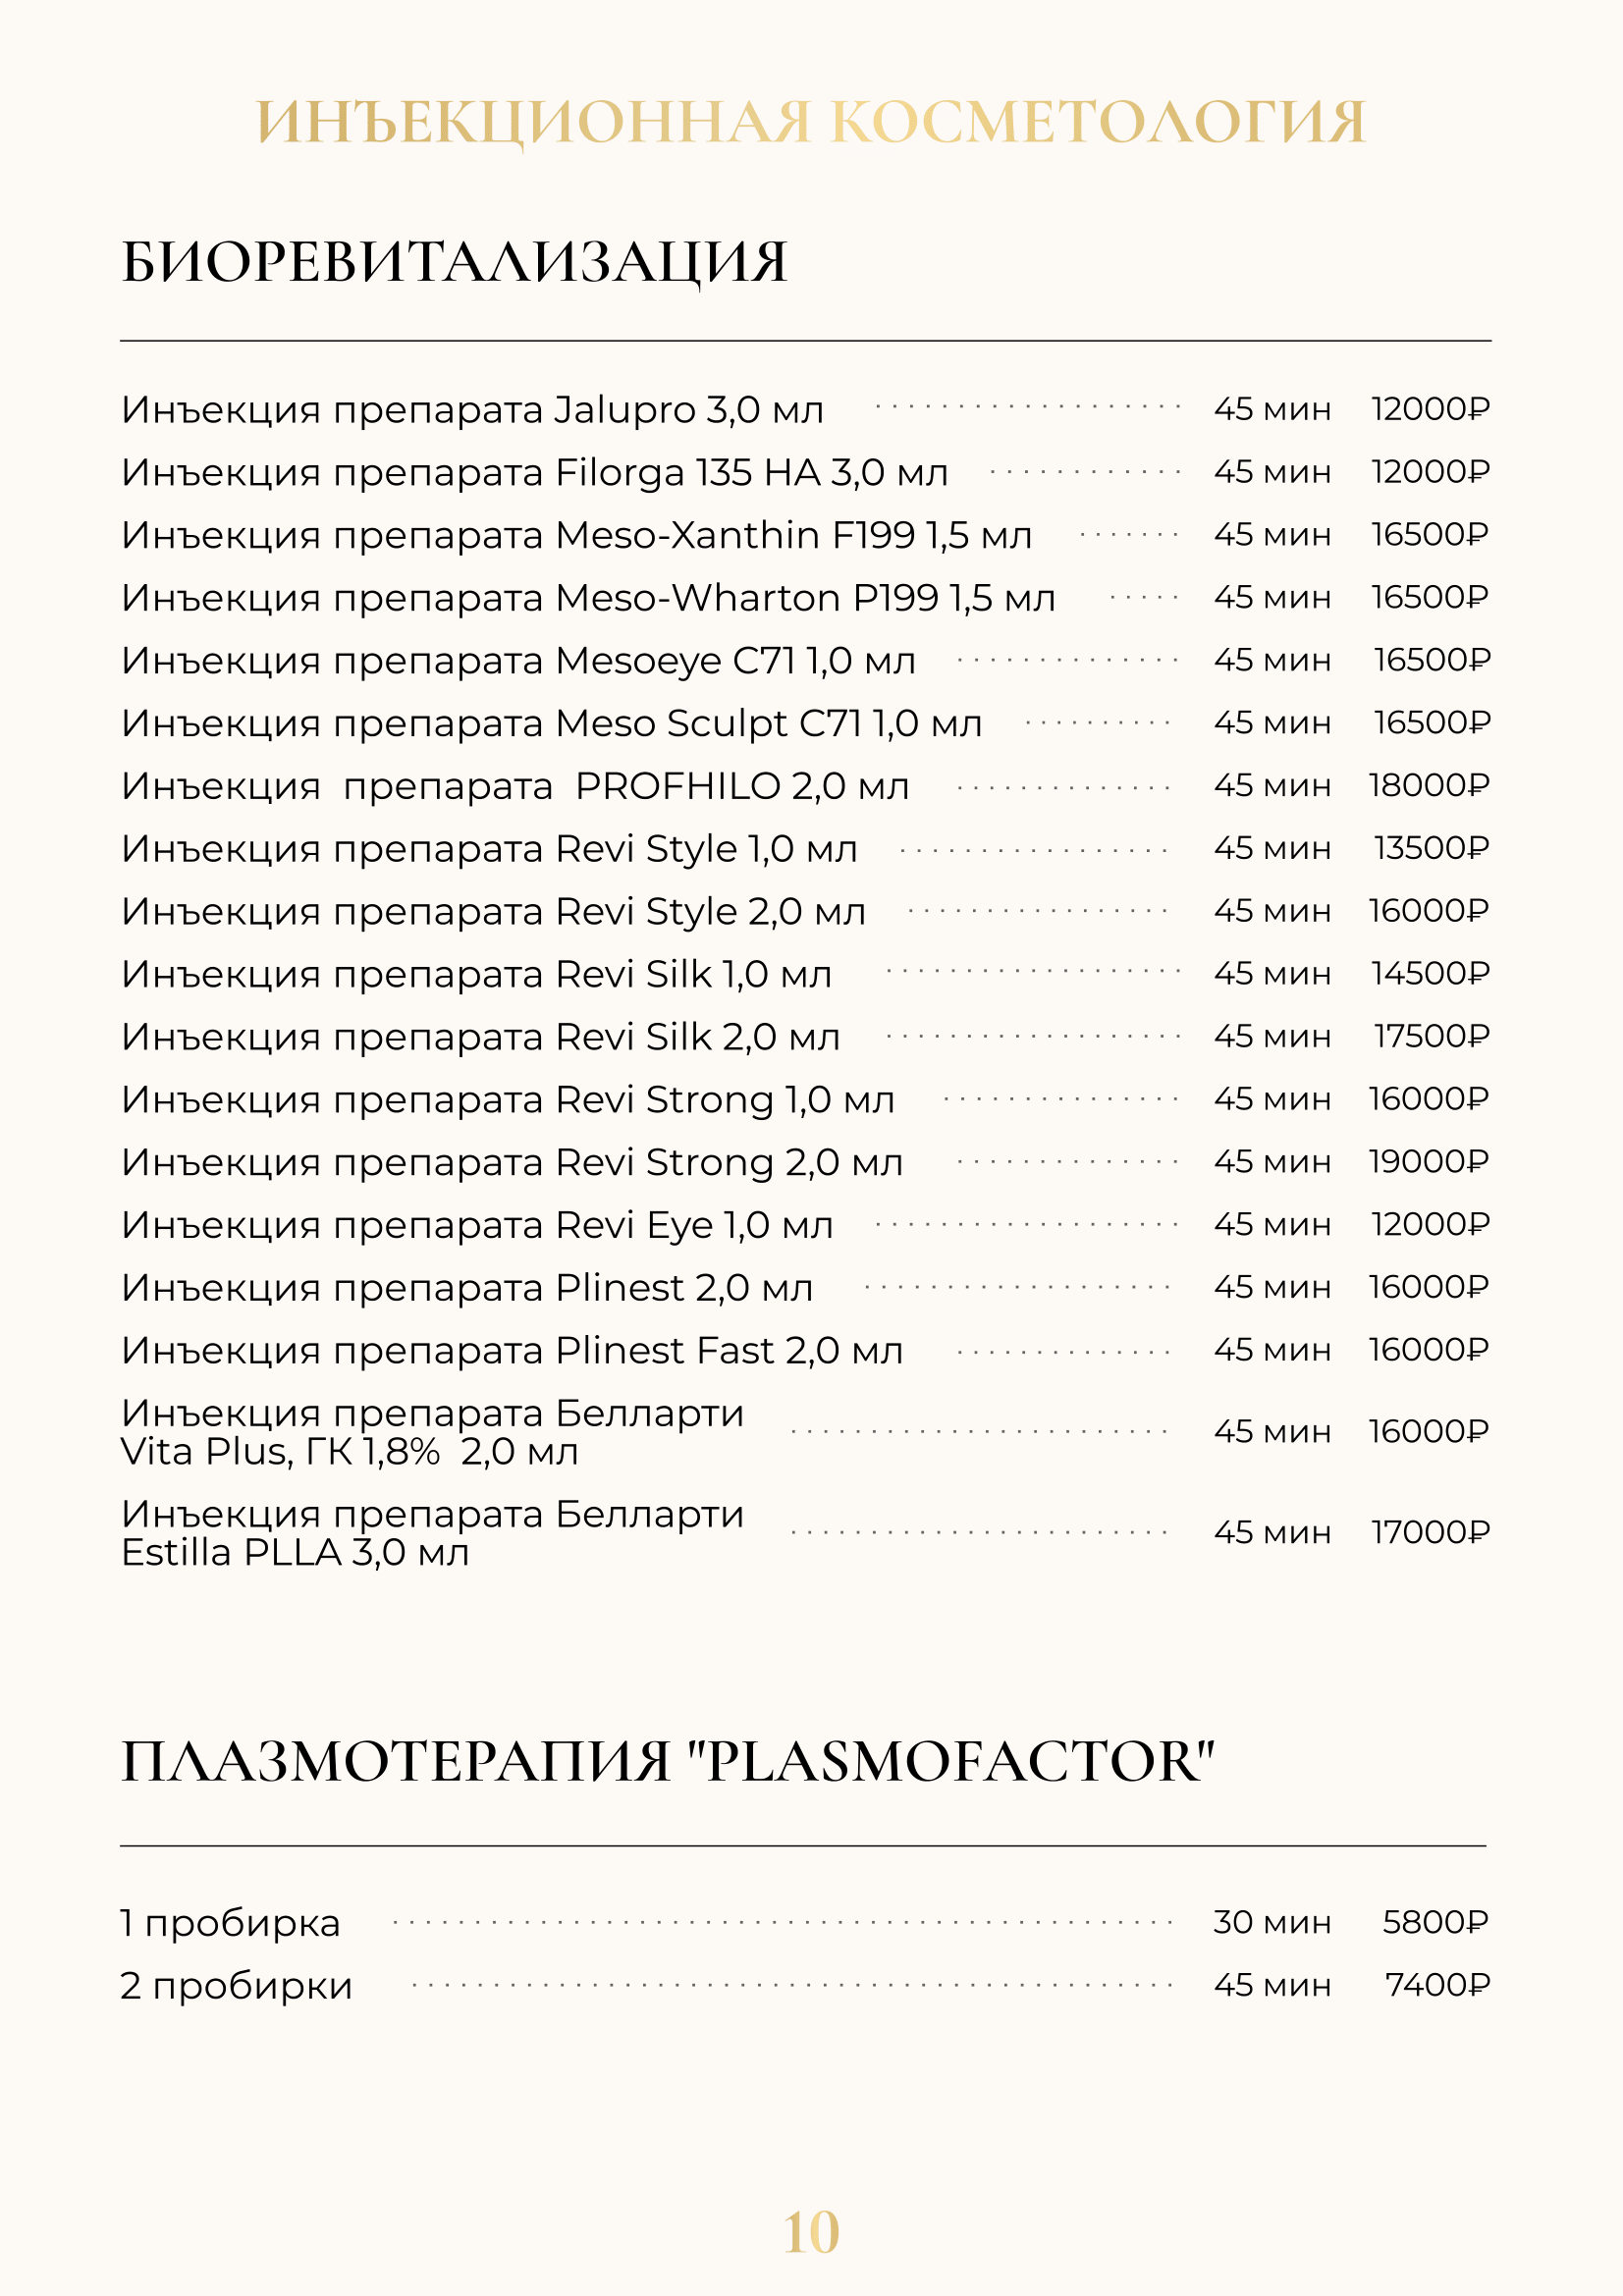 ИНЪЕКЦИОННАЯ КОСМЕТОЛОГИЯ
БИОРЕВИТАЛИЗАЦИЯ
Инъекция препарата Jalupro 3,0 мл 45 мин 12000₽
Инъекция препарата Filorga 135 HA 3,0 мл 45 мин 12000₽
Инъекция препарата Meso-Xanthin F199 1,5 мл 45 мин 16500₽
Инъекция препарата Meso-Wharton P199 1,5 мл 45 мин 16500₽
Инъекция препарата Mesoeye C71 1,0 мл 45 мин 16500₽
Инъекция препарата Meso Sculpt C71 1,0 мл 45 мин 16500₽
Инъекция препарата PROFHILO 2,0 мл 45 мин 18000₽
Инъекция препарата Revi Style 1,0 мл 45 мин 13500₽
Инъекция препарата Revi Style 2,0 мл 45 мин 16000₽
Инъекция препарата Revi Silk 1,0 мл 45 мин 14500₽
Инъекция препарата Revi Silk 2,0 мл 45 мин 17500₽
Инъекция препарата Revi Strong 1,0 мл 45 мин 16000₽
Инъекция препарата Revi Strong 2,0 мл 45 мин 19000₽
Инъекция препарата Revi Eye 1,0 мл 45 мин 12000₽
Инъекция препарата Plinest 2,0 мл 45 мин 16000₽
Инъекция препарата Plinest Fast 2,0 мл 45 мин 16000₽
Инъекция препарата Белларти
Vita Plus, ГК 1,8% 2,0 мл 45 мин 16000₽
Инъекция препарата Белларти
Estilla PLLA 3,0 мл 45 мин 17000₽
ПЛАЗМОТЕРАПИЯ "PLASMOFACTOR"
1 пробирка 30 мин 5800₽
2 пробирки 45 мин 7400₽
10